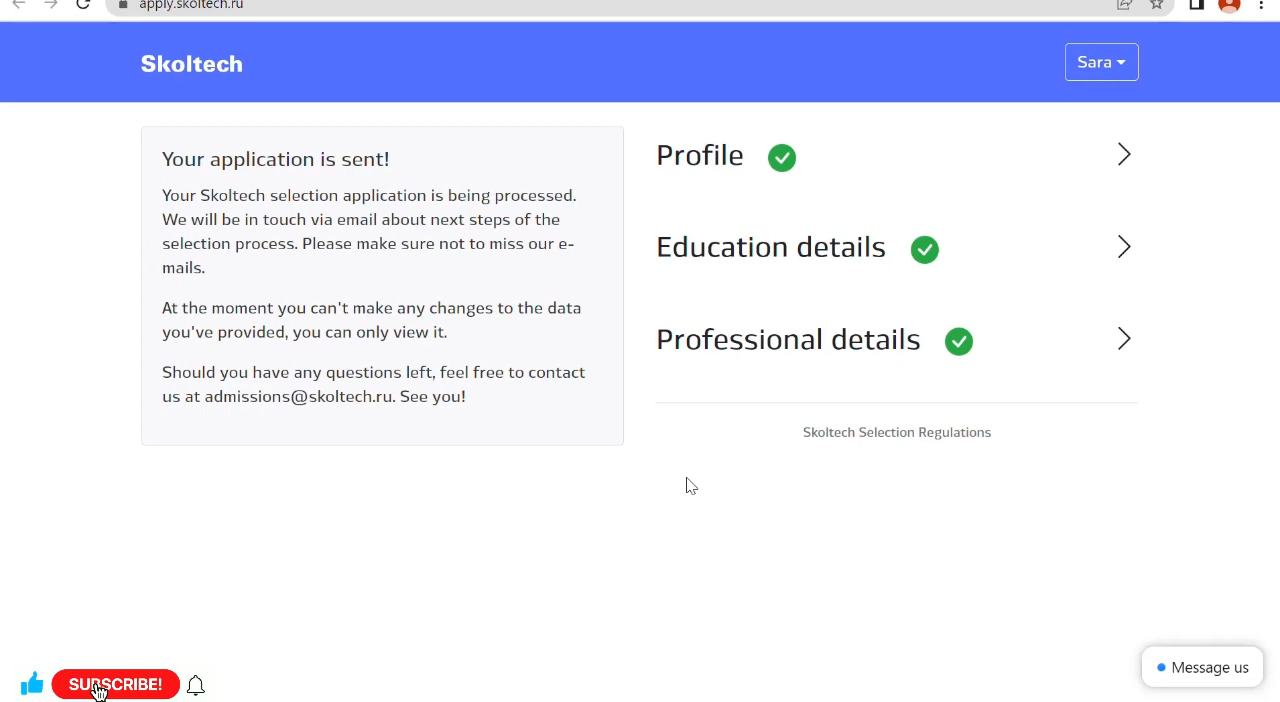 apply.skoltech.ru
Skoltech
Sara
Your application is sent!
Your Skoltech selection application is being processed.
We will be in touch via email about next steps of the
selection process. Please make sure not to miss our e-
mails.
At the moment you can't make any changes to the data
you've provided, you can only view it.
Should you have any questions left, feel free to contact
us at admissions@skoltech.ru. See you!
Profile
Education details
Professional details
Skoltech Selection Regulations
SUBSCRIBE!
Message us